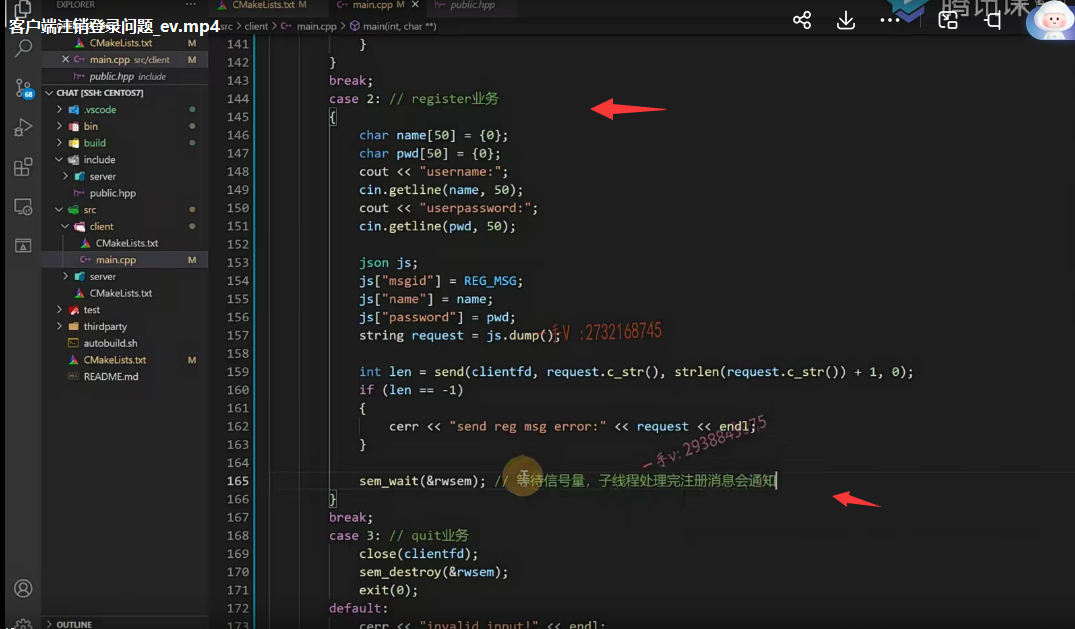 EXPLORER
CMakeLists.txt M
main.cpp M
public.hpp
客户端注销登录问题_ev.mp4
src > client > main.cpp > main(int, char **)
CMakeLists.txt M
main.cpp src/client M
public.hpp include
CHAT [SSH: CENTOS7]
.vscode
bin
build
include
server
public.hpp
src
client
CMakeLists.txt
main.cpp M
server
CMakeLists.txt
test
thirdparty
autobuild.sh
CMakeLists.txt M
README.md
OUTLINE
68
腾讯课
141 }
142 }
143 break;
144 case 2: // register业务
145 {
146 char name[50] = {0};
147 char pwd[50] = {0};
148 cout << "username:";
149 cin.getline(name, 50);
150 cout << "userpassword:";
151 cin.getline(pwd, 50);
152
153 json js;
154 js["msgid"] = REG_MSG;
155 js["name"] = name;
156 js["password"] = pwd;
157 string request = js.dump();
手V :2732168745
158
159 int len = send(clientfd, request.c_str(), strlen(request.c_str()) + 1, 0);
160 if (len == -1)
161 {
162 cerr << "send reg msg error:" << request << endl;
163 }
一手v:
164
165 sem_wait(&rwsem); // 等待信号量，子线程处理完注册消息会通知
166 }
167 break;
168 case 3: // quit业务
169 close(clientfd);
170 sem_destroy(&rwsem);
171 exit(0);
172 default:
173 cerr << "invalid input!" << endl;